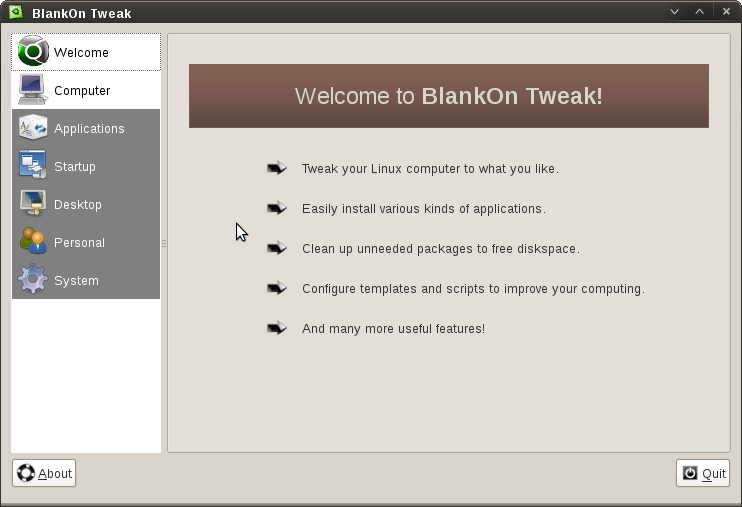 BlankOn Tweak
Welcome
Computer
Applications
Startup
Desktop
Personal
System
Welcome to BlankOn Tweak!
Tweak your Linux computer to what you like.
Easily install various kinds of applications.
Clean up unneeded packages to free diskspace.
Configure templates and scripts to improve your computing.
And many more useful features!
About
Quit